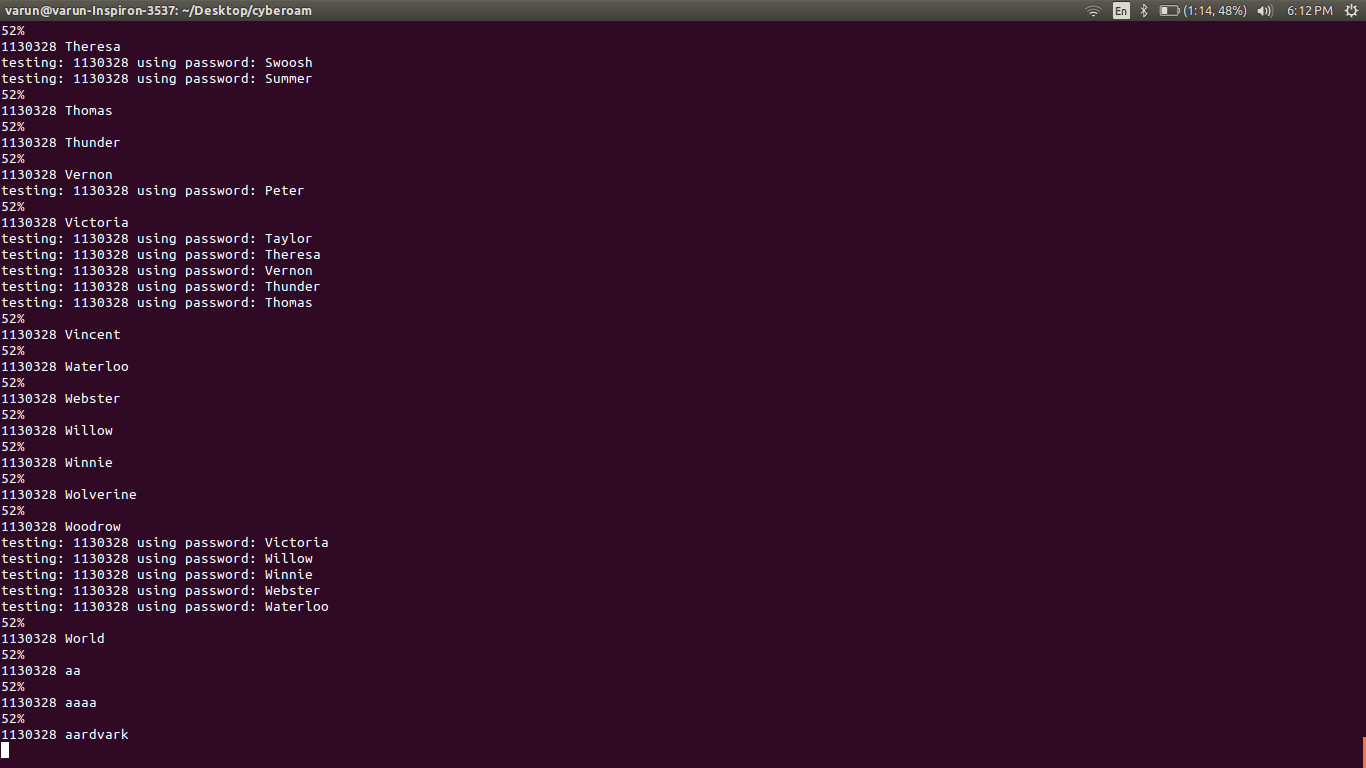 varun@varun-Inspiron-3537: ~/Desktop/cyberoam En (1:14, 48%) 6:12 PM
52%
1130328 Theresa
testing: 1130328 using password: Swoosh
testing: 1130328 using password: Summer
52%
1130328 Thomas
52%
1130328 Thunder
52%
1130328 Vernon
testing: 1130328 using password: Peter
52%
1130328 Victoria
testing: 1130328 using password: Taylor
testing: 1130328 using password: Theresa
testing: 1130328 using password: Vernon
testing: 1130328 using password: Thunder
testing: 1130328 using password: Thomas
52%
1130328 Vincent
52%
1130328 Waterloo
52%
1130328 Webster
52%
1130328 Willow
52%
1130328 Winnie
52%
1130328 Wolverine
52%
1130328 Woodrow
testing: 1130328 using password: Victoria
testing: 1130328 using password: Willow
testing: 1130328 using password: Winnie
testing: 1130328 using password: Webster
testing: 1130328 using password: Waterloo
52%
1130328 World
52%
1130328 aa
52%
1130328 aaaa
52%
1130328 aardvark